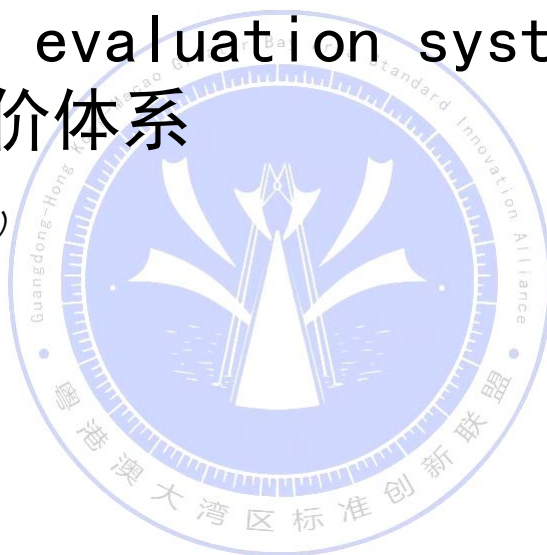 evaluation syst
价体系
)
Guangdong-Hong Kong-Macao Greater Bay Area Standard Innovation Alliance
粤港澳大湾区标准创新联盟